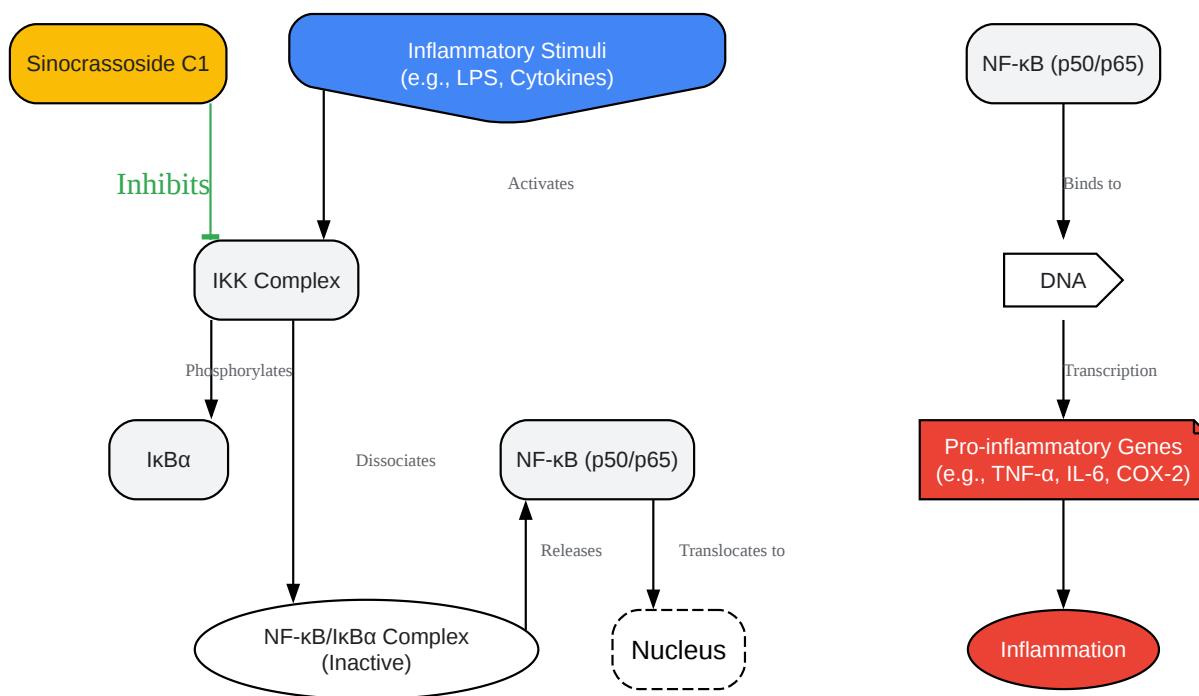 Sinocrassoside C1
Inflammatory Stimuli
(e.g., LPS, Cytokines)
NF-κB (p50/p65)
Inhibits
Activates
Binds to
IKK Complex
DNA
Phosphorylates
Transcription
IκBα
Dissociates
NF-κB (p50/p65)
Pro-inflammatory Genes
(e.g., TNF-α, IL-6, COX-2)
Releases
Translocates to
NF-κB/IκBα Complex
(Inactive)
Nucleus
Inflammation